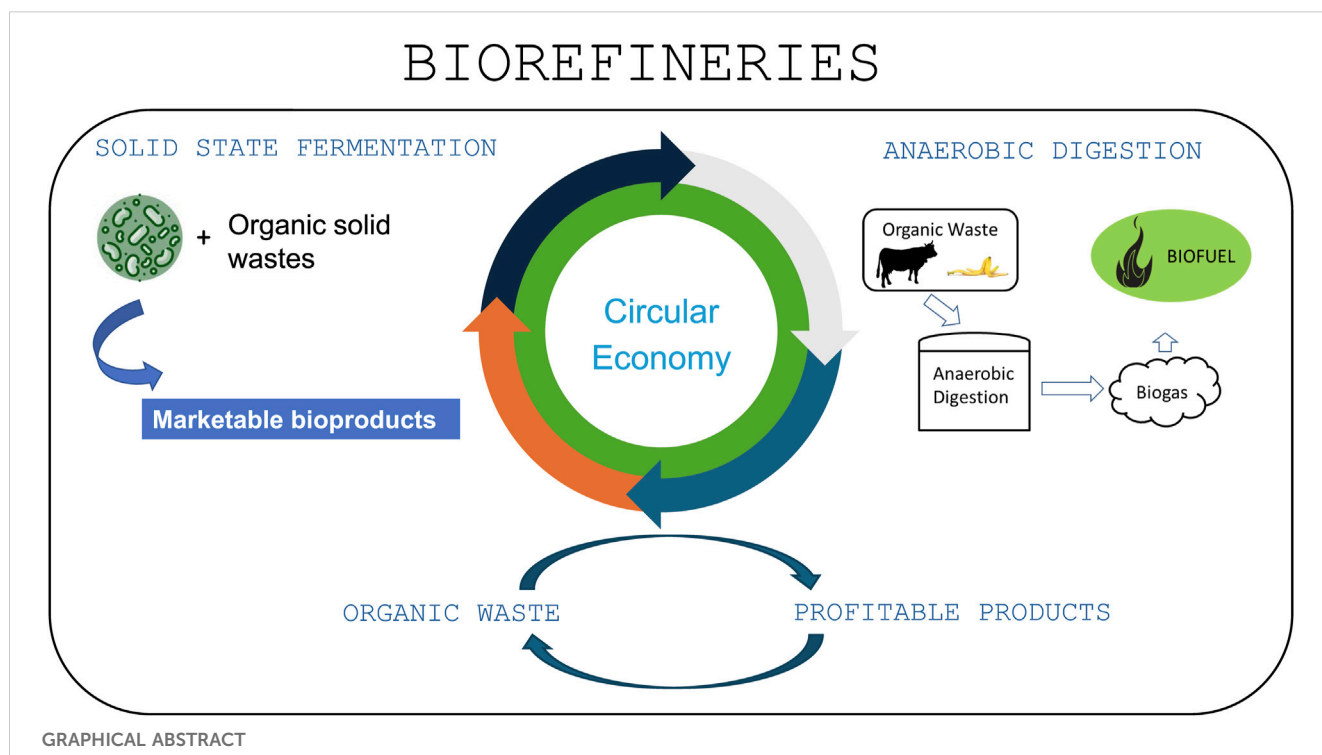 BIOREFINERIES
SOLID STATE FERMENTATION
+ Organic solid
wastes
Marketable bioproducts
Circular
Economy
ANAEROBIC DIGESTION
Organic Waste
BIOFUEL
Anaerobic
Digestion
Biogas
ORGANIC WASTE
PROFITABLE PRODUCTS
GRAPHICAL ABSTRACT